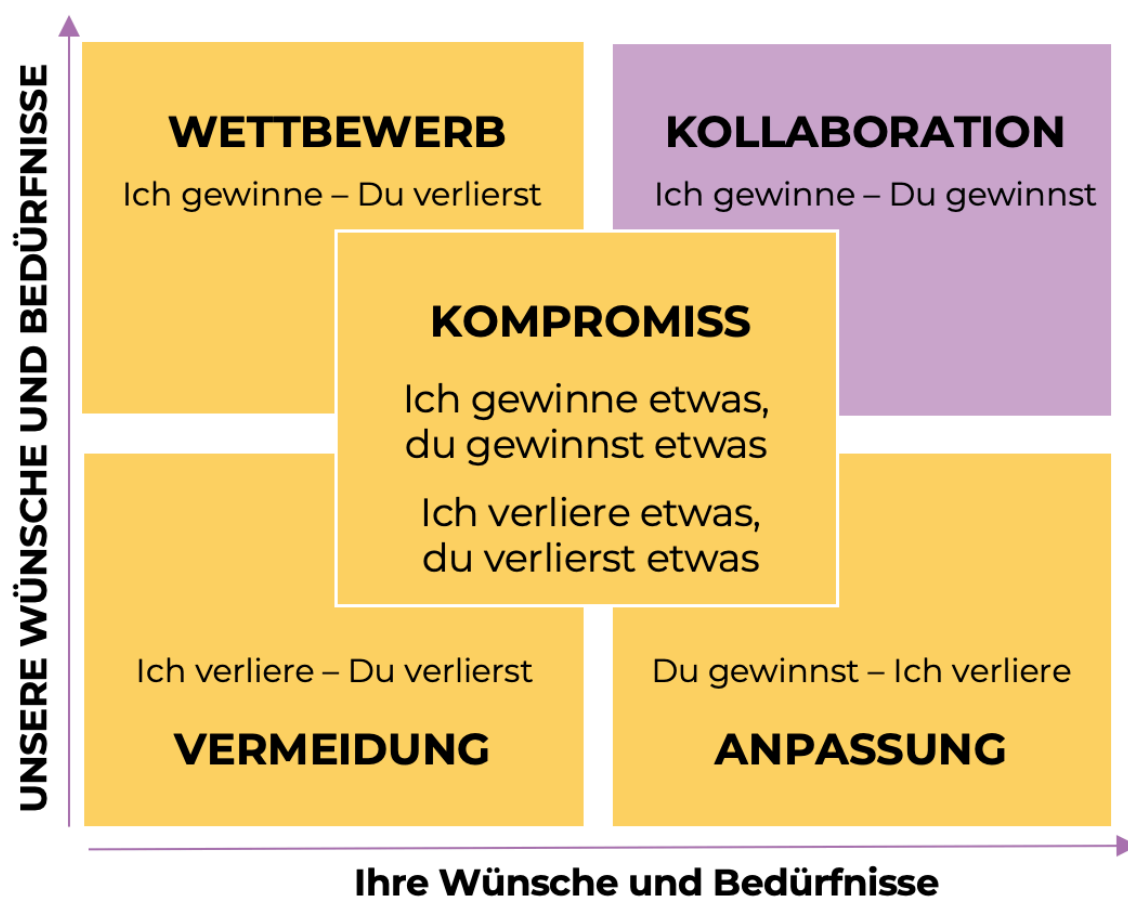 UNSERE WÜNSCHE UND BEDÜRFNISSE
WETTBEWERB
Ich gewinne – Du verlierst
KOLLABORATION
Ich gewinne – Du gewinnst
KOMPROMISS
Ich gewinne etwas,
du gewinnst etwas
Ich verliere etwas,
du verlierst etwas
Ich verliere – Du verlierst
VERMEIDUNG
Du gewinnst – Ich verliere
ANPASSUNG
Ihre Wünsche und Bedürfnisse